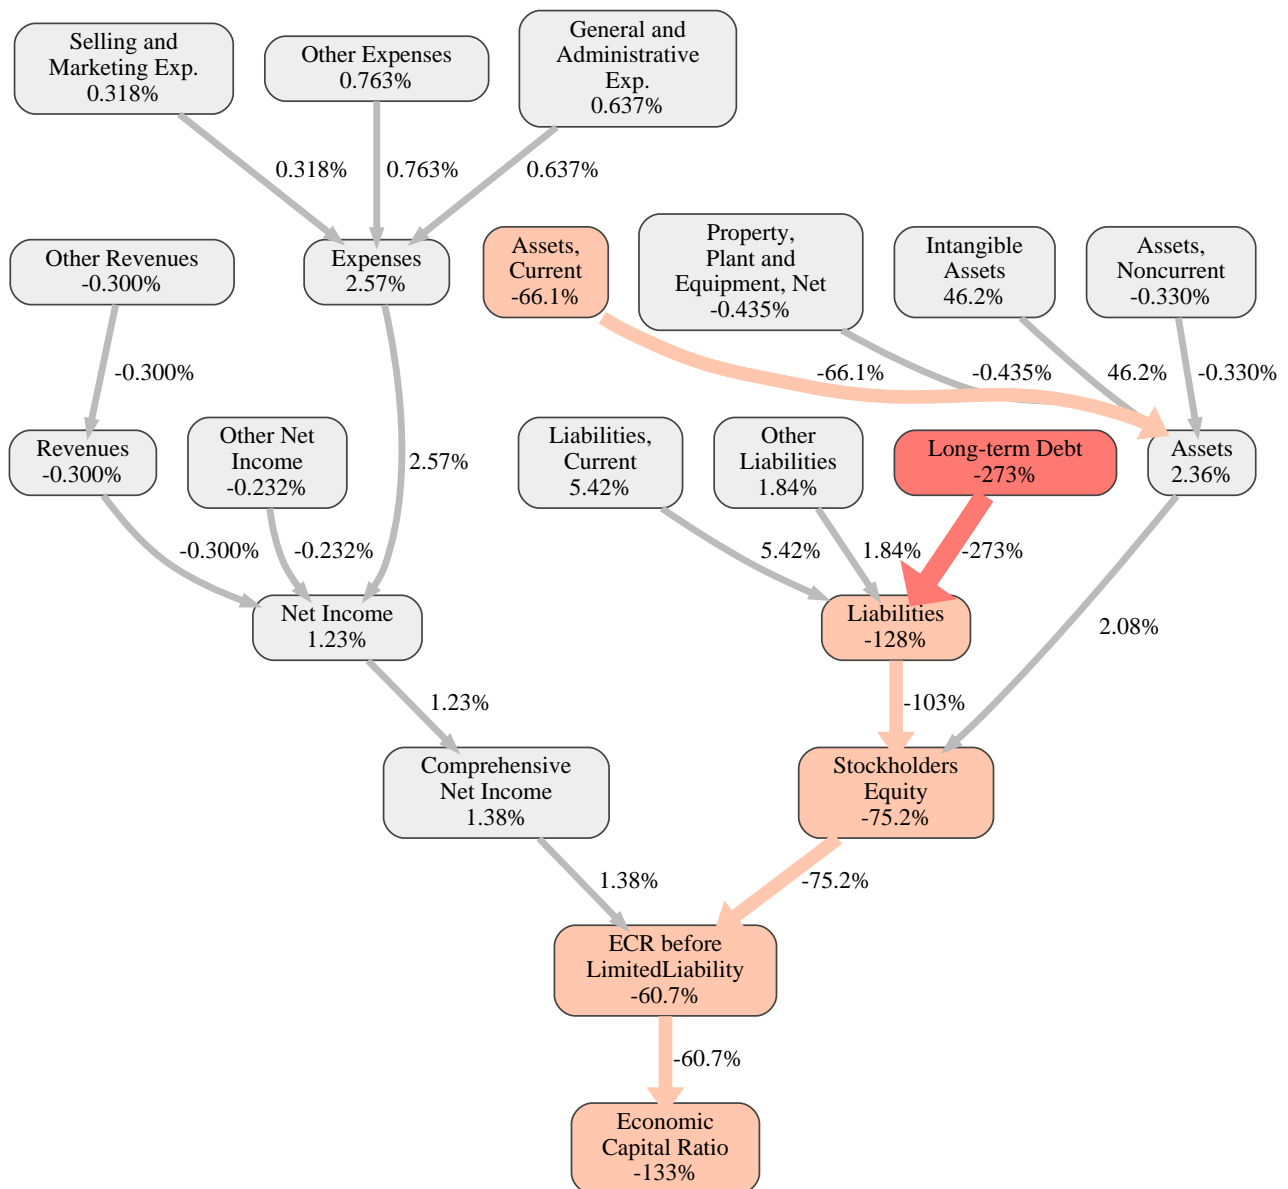 Selling and
Marketing Exp.
0.318%
Other Expenses
0.763%
General and
Administrative
Exp.
0.637%
0.318%
0.763%
0.637%
Other Revenues
-0.300%
Expenses
2.57%
Assets,
Current
-66.1%
Property,
Plant and
Equipment, Net
-0.435%
Intangible
Assets
46.2%
Assets,
Noncurrent
-0.330%
-0.300%
-66.1%
-0.435%
46.2%
-0.330%
Revenues
-0.300%
Other Net
Income
-0.232%
2.57%
Liabilities,
Current
5.42%
Other
Liabilities
1.84%
Long-term Debt
-273%
Assets
2.36%
-0.300%
-0.232%
5.42%
1.84%
-273%
Net Income
1.23%
Liabilities
-128%
2.08%
1.23%
-103%
Comprehensive
Net Income
1.38%
Stockholders
Equity
-75.2%
1.38%
-75.2%
ECR before
LimitedLiability
-60.7%
-60.7%
Economic
Capital Ratio
-133%